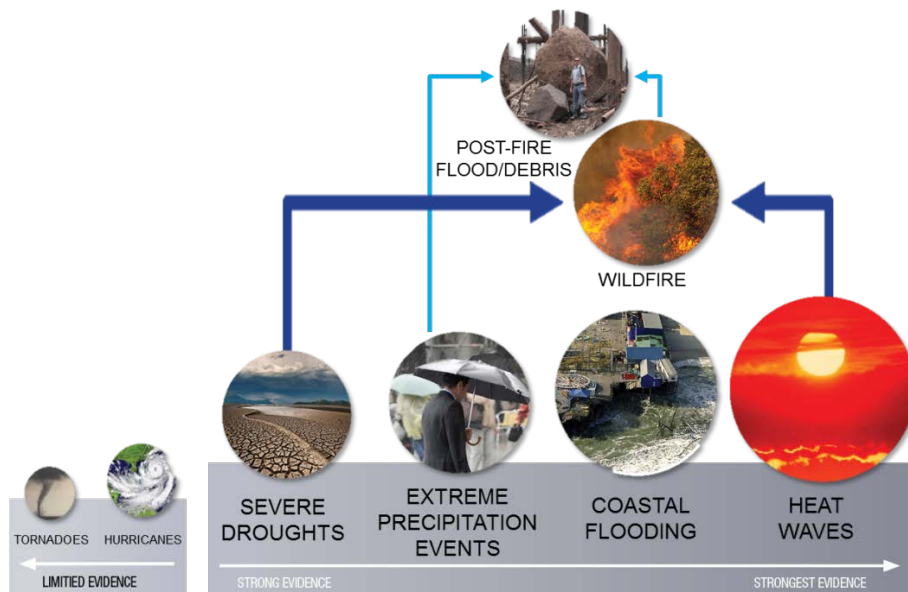 POST-FIRE
FLOOD/DEBRIS
WILDFIRE
TORNADOES
HURRICANES
LIMITIED EVIDENCE
SEVERE
DROUGHTS
EXTREME
PRECIPITATION
EVENTS
COASTAL
FLOODING
HEAT
WAVES
STRONG EVIDENCE
STRONGEST EVIDENCE